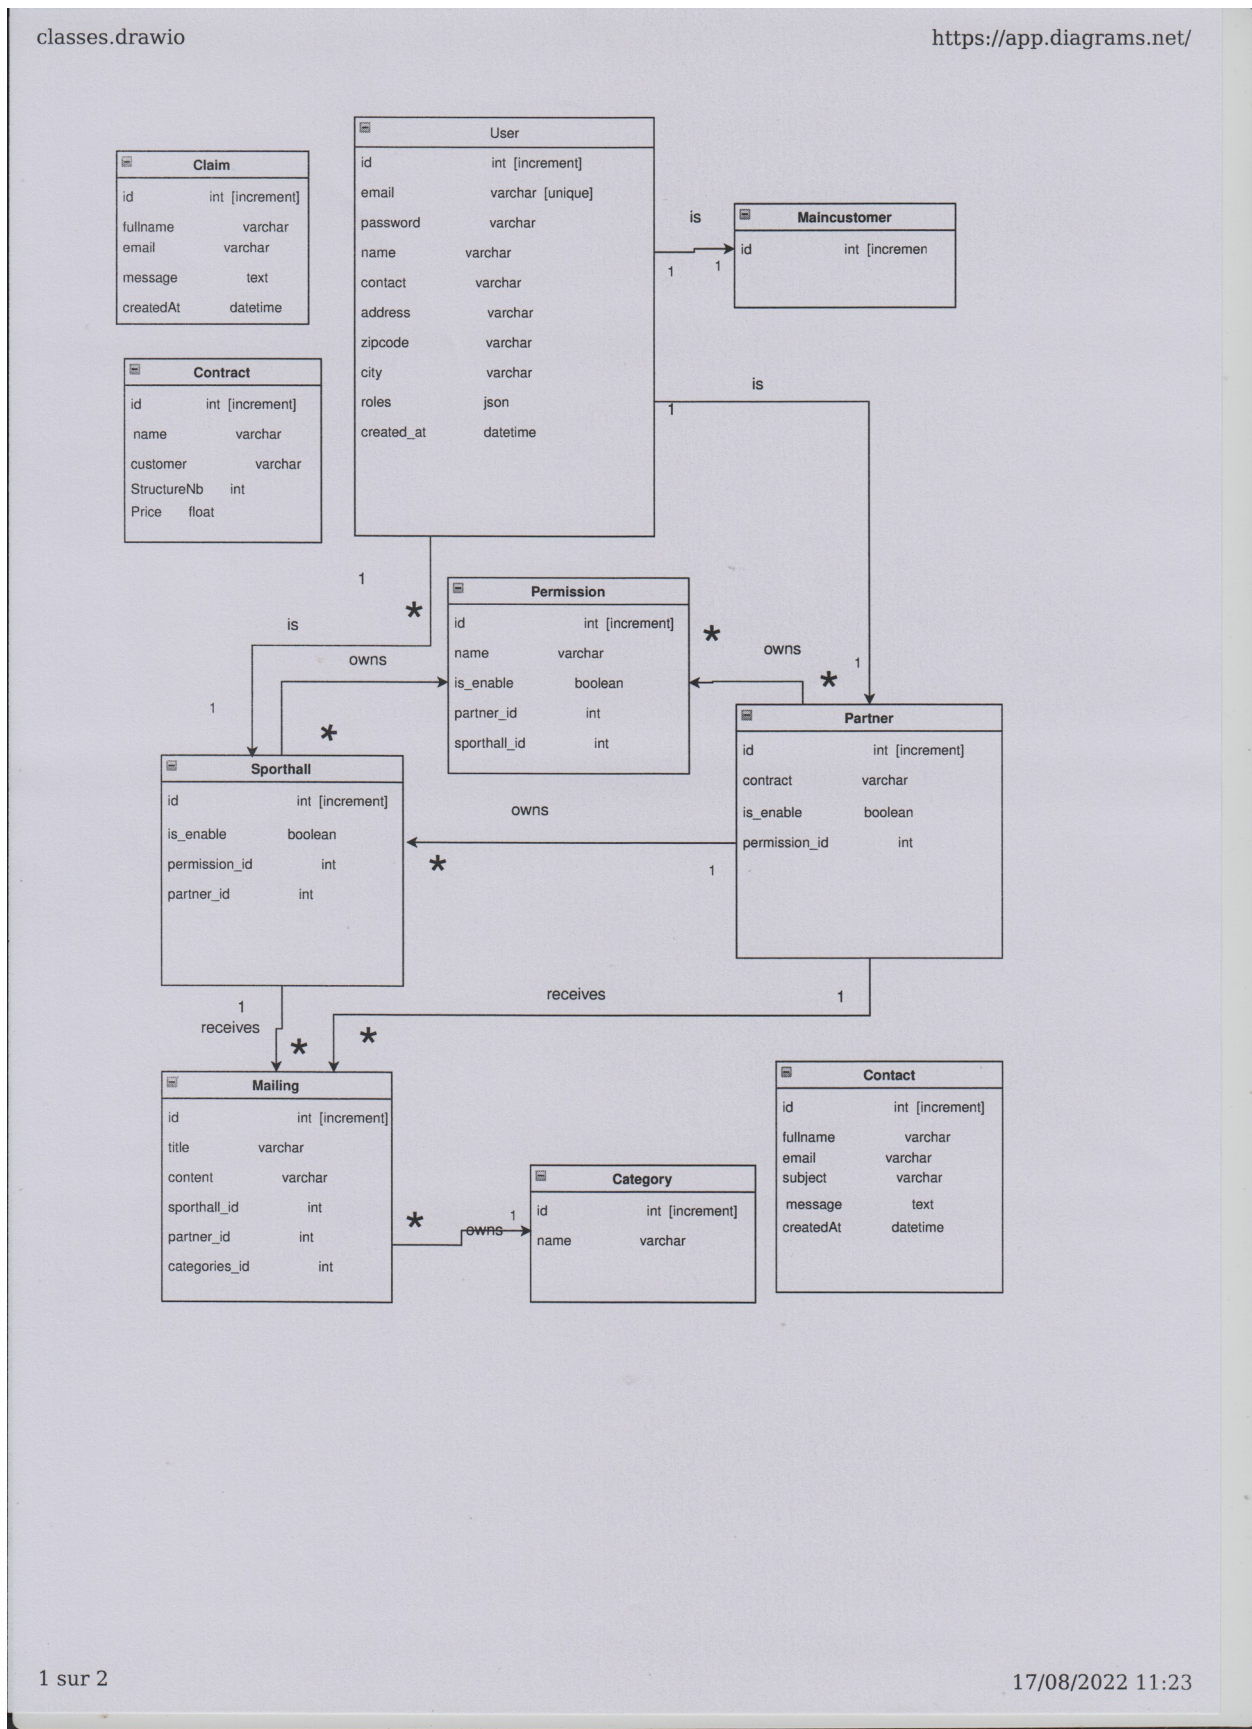 classes.drawio
https://app.diagrams.net/
User
id int [increment]
email varchar [unique]
password varchar
name varchar
contact varchar
address varchar
zipcode varchar
city varchar
roles json
created_at datetime
Claim
id int [increment]
fullname varchar
email varchar
message text
createdAt datetime
is
1
1
Maincustomer
id int [incremen
Contract
id int [increment]
name varchar
customer varchar
StructureNb int
Price float
is
1
1
1
*
is
1
owns
*
*
owns
*
Permission
id int [increment]
name varchar
is_enable boolean
partner_id int
sporthall_id int
Partner
id int [increment]
contract varchar
is_enable boolean
permission_id int
Sporthall
id int [increment]
is_enable boolean
permission_id int
partner_id int
owns
*
1
1
receives
*
receives
1
*
Mailing
id int [increment]
title varchar
content varchar
sporthall_id int
partner_id int
categories_id int
*
owns
1
Category
id int [increment]
name varchar
Contact
id int [increment]
fullname varchar
email varchar
subject varchar
message text
createdAt datetime
1 sur 2
17/08/2022 11:23